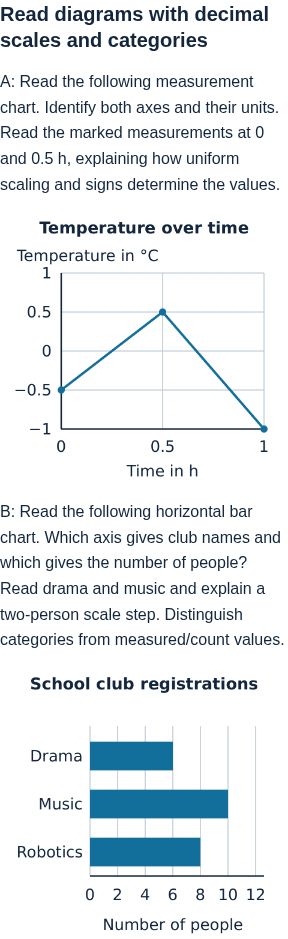 Read diagrams with decimal
scales and categories
A: Read the following measurement
chart. Identify both axes and their units.
Read the marked measurements at 0
and 0.5 h, explaining how uniform
scaling and signs determine the values.
Temperature over time
Temperature in °C
1
0.5
0
−0.5
−1
0 0.5 1
Time in h
B: Read the following horizontal bar
chart. Which axis gives club names and
which gives the number of people?
Read drama and music and explain a
two-person scale step. Distinguish
categories from measured/count values.
School club registrations
Drama
Music
Robotics
0 2 4 6 8 10 12
Number of people